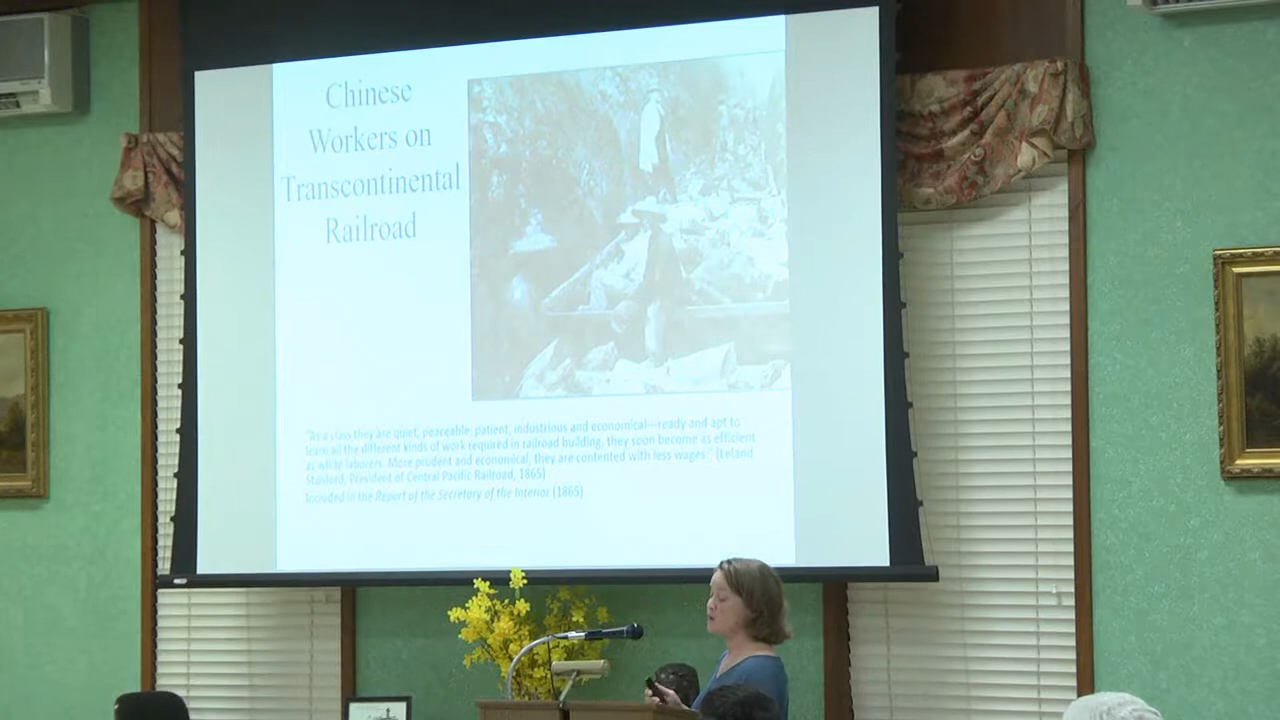 Chinese
Workers on
Transcontinental
Railroad
"As a class they are quiet, peaceable, patient, industrious and economical—ready and apt to
learn all the different kinds of work required in railroad building, they soon become as efficient
as white laborers. More prudent and economical, they are contented with less wages." (Leland
Stanford, President of Central Pacific Railroad, 1865)
Included in the Report of the Secretary of the Interior (1865)